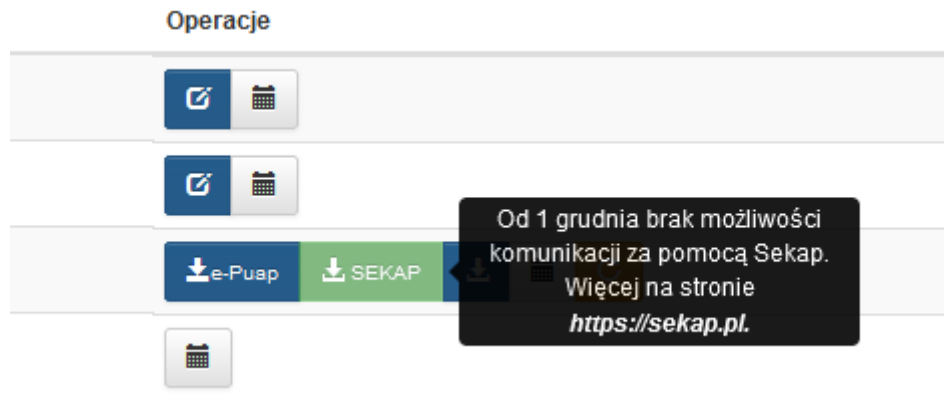 Operacje
e-Puap SEKAP
Od 1 grudnia brak możliwości
komunikacji za pomocą Sekap.
Więcej na stronie
https://sekap.pl.